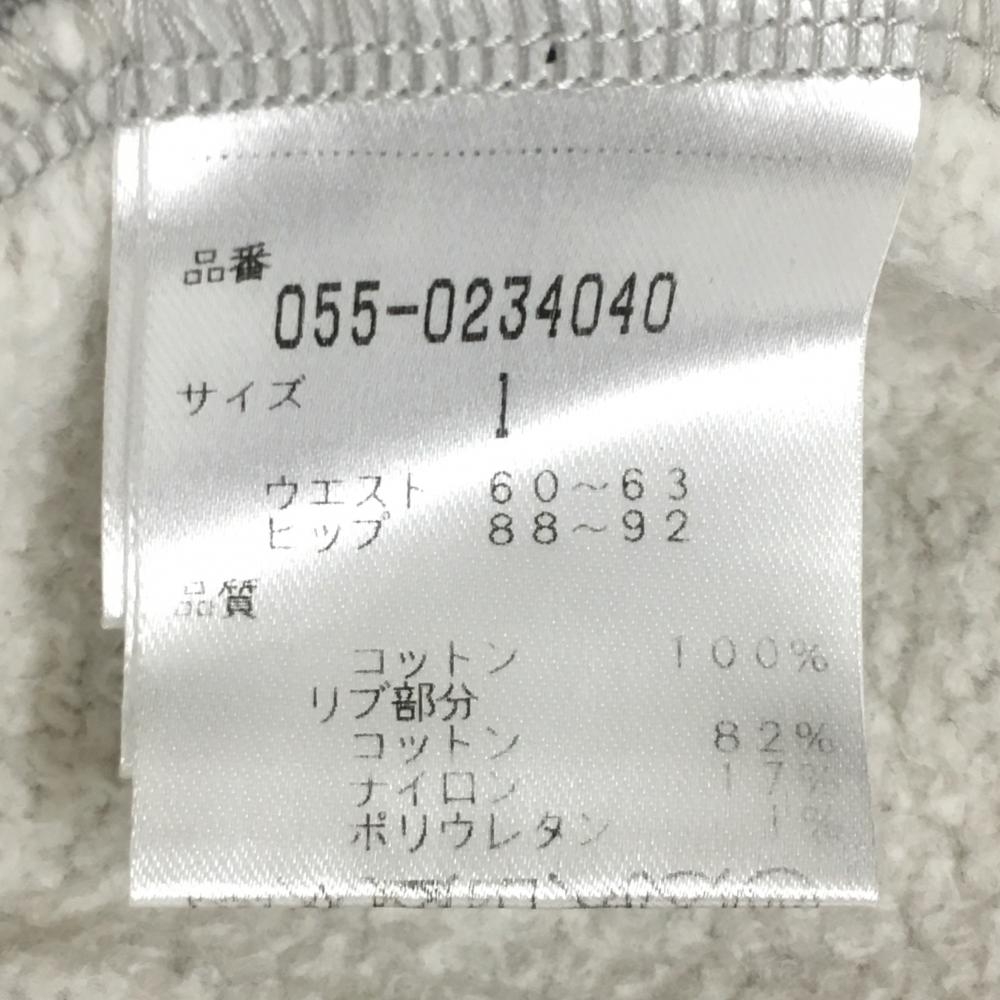 品番
055-0234040
サイズ 1
ウエスト 60～63
ヒップ 88～92
品質
コットン 100%
リブ部分
コットン 82%
ナイロン 17%
ポリウレタン 1%